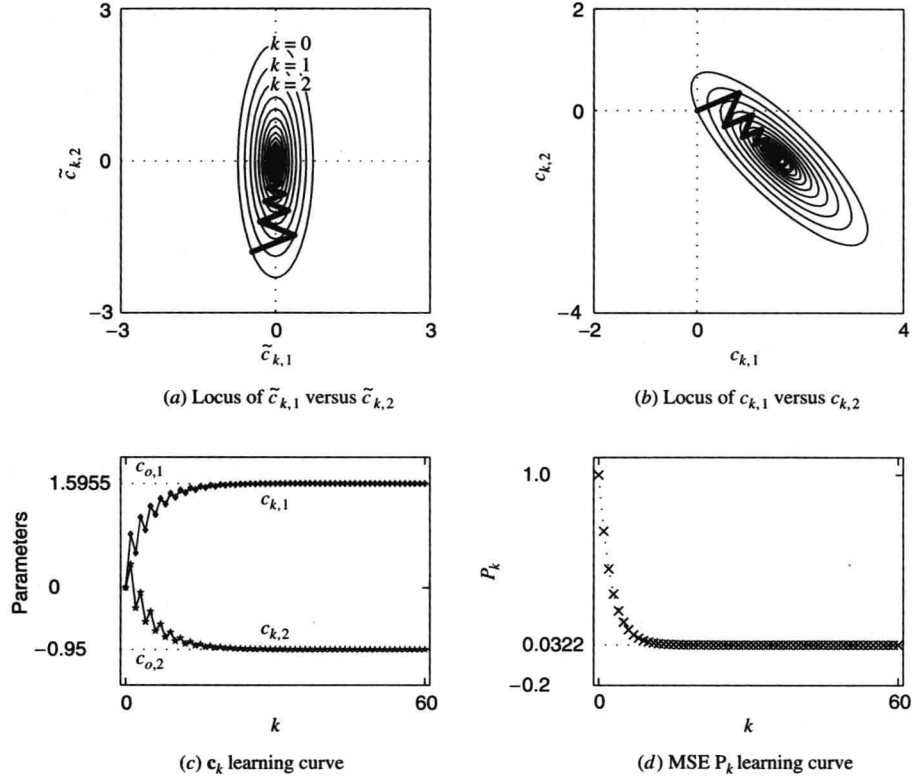 3
k = 0
k = 1
k = 2
c̃k,2
0
−3
−3
0
3
c̃k,1
(a) Locus of c̃k,1 versus c̃k,2
2
0
ck,2
−4
−2
0
2
4
ck,1
(b) Locus of ck,1 versus ck,2
co,1
1.5955
ck,1
Parameters
0
ck,2
−0.95
co,2
0
60
k
(c) ck learning curve
1.0
Pk
0.0322
−0.2
0
60
k
(d) MSE Pk learning curve